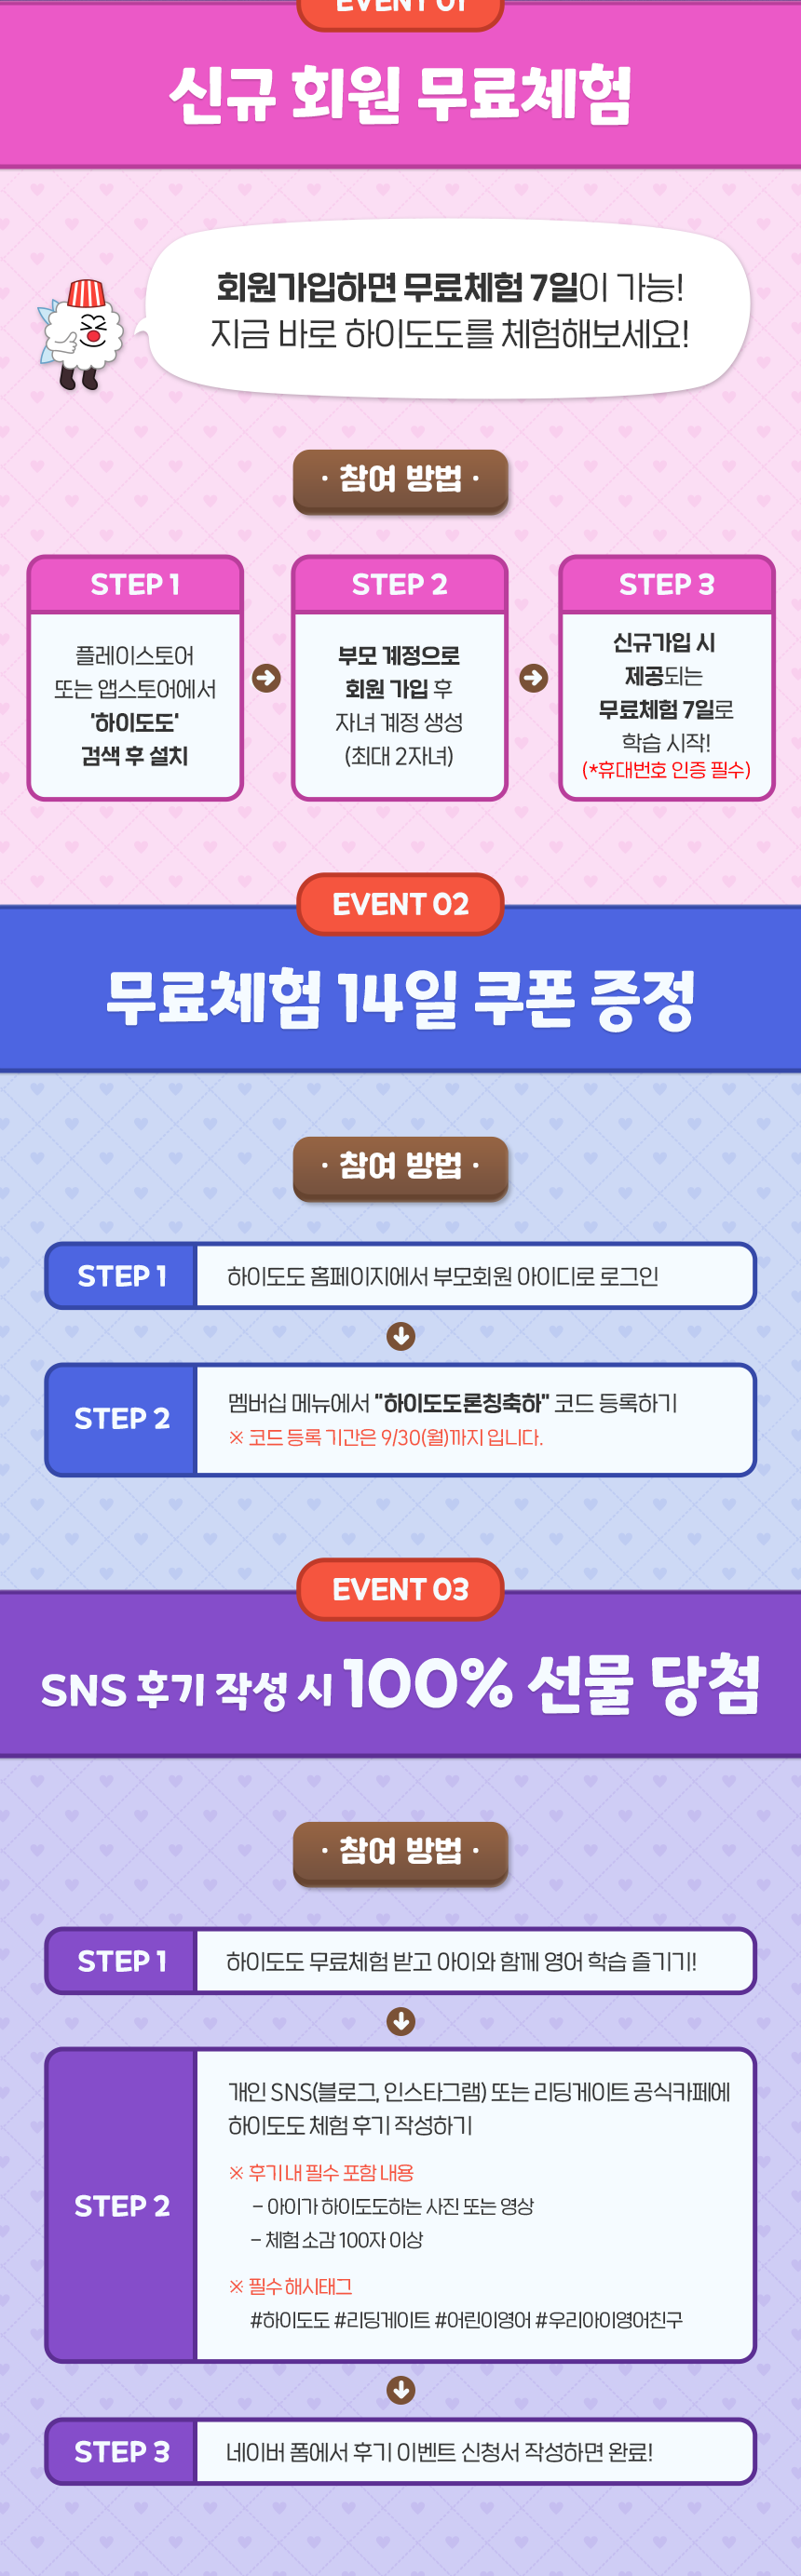 EVENT 01
신규 회원 무료체험
회원가입하면 무료체험 7일이 가능!
지금 바로 하이도도를 체험해보세요!
· 참여 방법 ·
STEP 1
플레이스토어
또는 앱스토어에서
'하이도도'
검색 후 설치
STEP 2
부모 계정으로
회원 가입 후
자녀 계정 생성
(최대 2자녀)
STEP 3
신규가입 시
제공되는
무료체험 7일로
학습 시작!
(*휴대번호 인증 필수)
EVENT 02
무료체험 14일 쿠폰 증정
· 참여 방법 ·
STEP 1
하이도도 홈페이지에서 부모회원 아이디로 로그인
STEP 2
멤버십 메뉴에서 "하이도도론칭축하" 코드 등록하기
※ 코드 등록 기간은 9/30(월)까지 입니다.
EVENT 03
SNS 후기 작성 시 100% 선물 당첨
· 참여 방법 ·
STEP 1
하이도도 무료체험 받고 아이와 함께 영어 학습 즐기기!
STEP 2
개인 SNS(블로그, 인스타그램) 또는 리딩게이트 공식카페에
하이도도 체험 후기 작성하기
※ 후기 내 필수 포함 내용
- 아이가 하이도도하는 사진 또는 영상
- 체험 소감 100자 이상
※ 필수 해시태그
#하이도도 #리딩게이트 #어린이영어 #우리아이영어친구
STEP 3
네이버 폼에서 후기 이벤트 신청서 작성하면 완료!